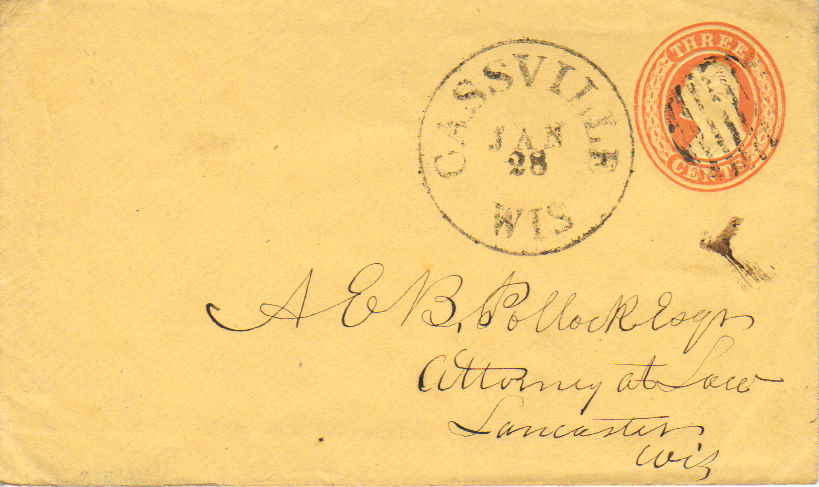 THREE
CENTS
CASSVILLE
JAN
28
WIS
A E B. Pollock Esqr
Attorney at Law
Lancaster
Wis